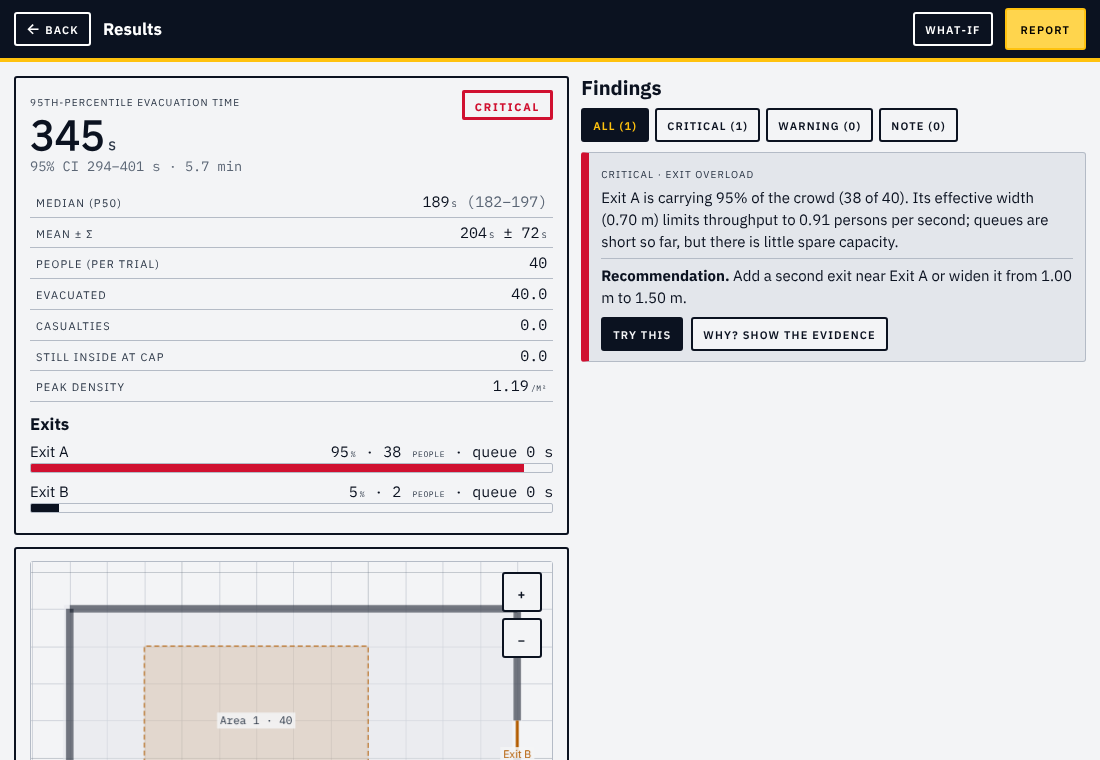 ← BACK
Results
WHAT-IF
REPORT
95TH-PERCENTILE EVACUATION TIME
CRITICAL
345 s
95% CI 294–401 s · 5.7 min
MEDIAN (P50) 189 s (182–197)
MEAN ± Σ 204 s ± 72 s
PEOPLE (PER TRIAL) 40
EVACUATED 40.0
CASUALTIES 0.0
STILL INSIDE AT CAP 0.0
PEAK DENSITY 1.19 /M²
Exits
Exit A 95% · 38 PEOPLE · queue 0 s
Exit B 5% · 2 PEOPLE · queue 0 s
+
−
Area 1 · 40
Exit B
Findings
ALL (1) CRITICAL (1) WARNING (0) NOTE (0)
CRITICAL · EXIT OVERLOAD
Exit A is carrying 95% of the crowd (38 of 40). Its effective width
(0.70 m) limits throughput to 0.91 persons per second; queues are
short so far, but there is little spare capacity.
Recommendation. Add a second exit near Exit A or widen it from 1.00
m to 1.50 m.
TRY THIS
WHY? SHOW THE EVIDENCE